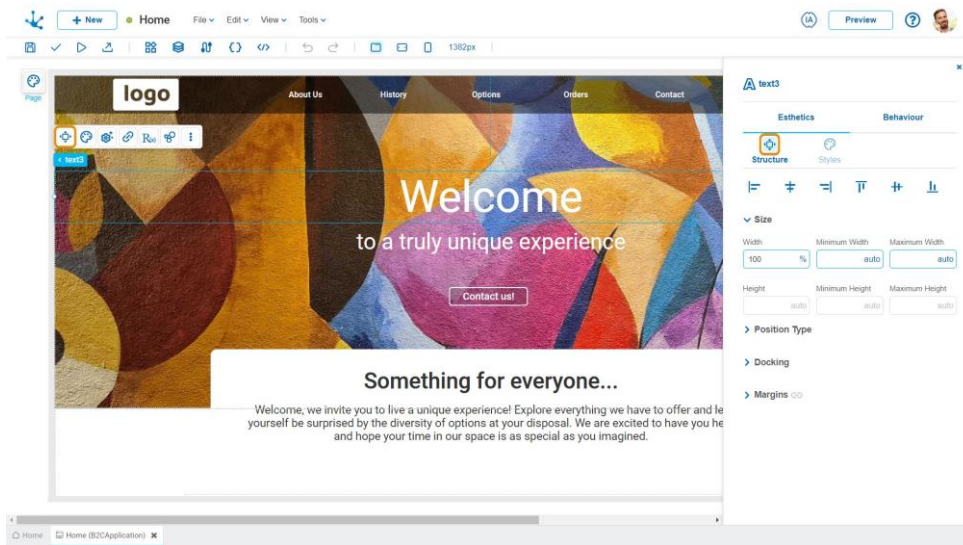 + New
Home
File
Edit
View
Tools
IA
Preview
?
1382px
Page
logo
About Us
History
Options
Orders
Contact
text3
Welcome
to a truly unique experience
Contact us!
Something for everyone...
Welcome, we invite you to live a unique experience! Explore everything we have to offer and le
yourself be surprised by the diversity of options at your disposal. We are excited to have you he
and hope your time in our space is as special as you imagined.
text3
Esthetics
Behaviour
Structure
Styles
Size
Width
Minimum Width
Maximum Width
100 %
auto
auto
Height
Minimum Height
Maximum Height
auto
auto
auto
Position Type
Docking
Margins
Home
Home (B2CApplication)